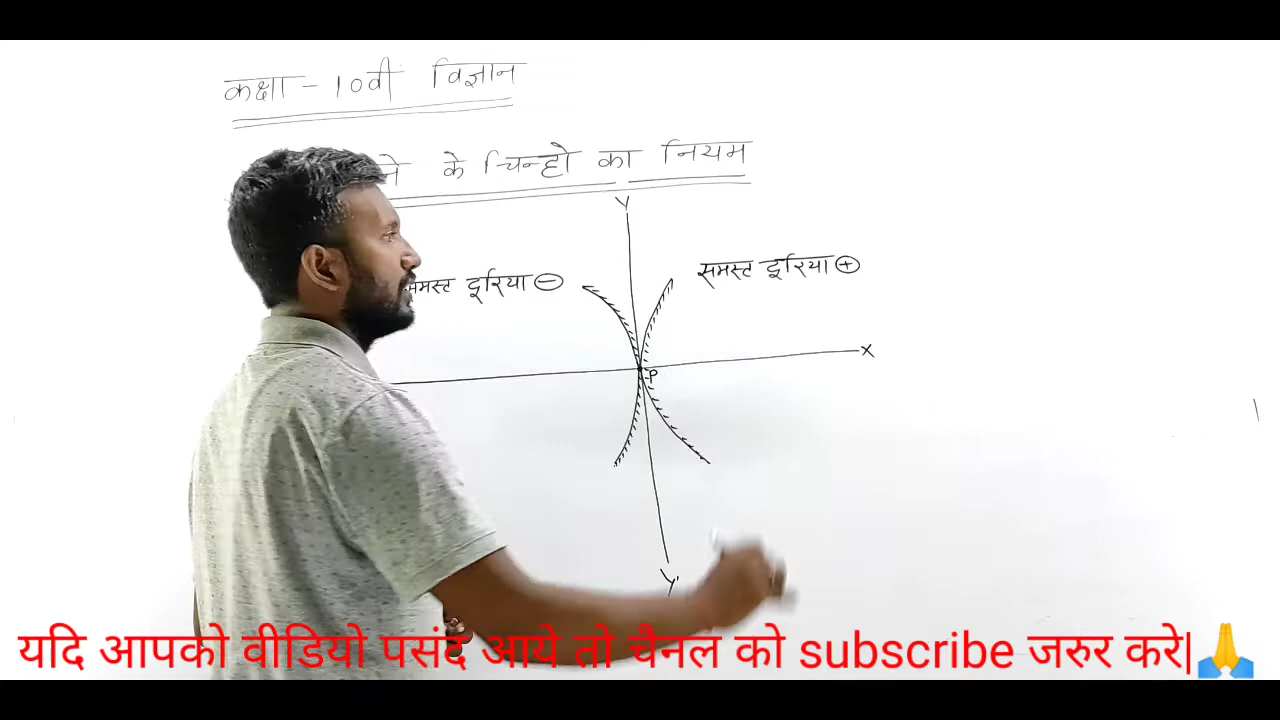 कक्षा - 10वी विज्ञान
के चिन्हो का नियम
Y
समस्त दूरिया +
समस्त दूरिया -
X
P
Y'
यदि आपको वीडियो पसंद आये तो चैनल को subscribe जरुर करे|🙏